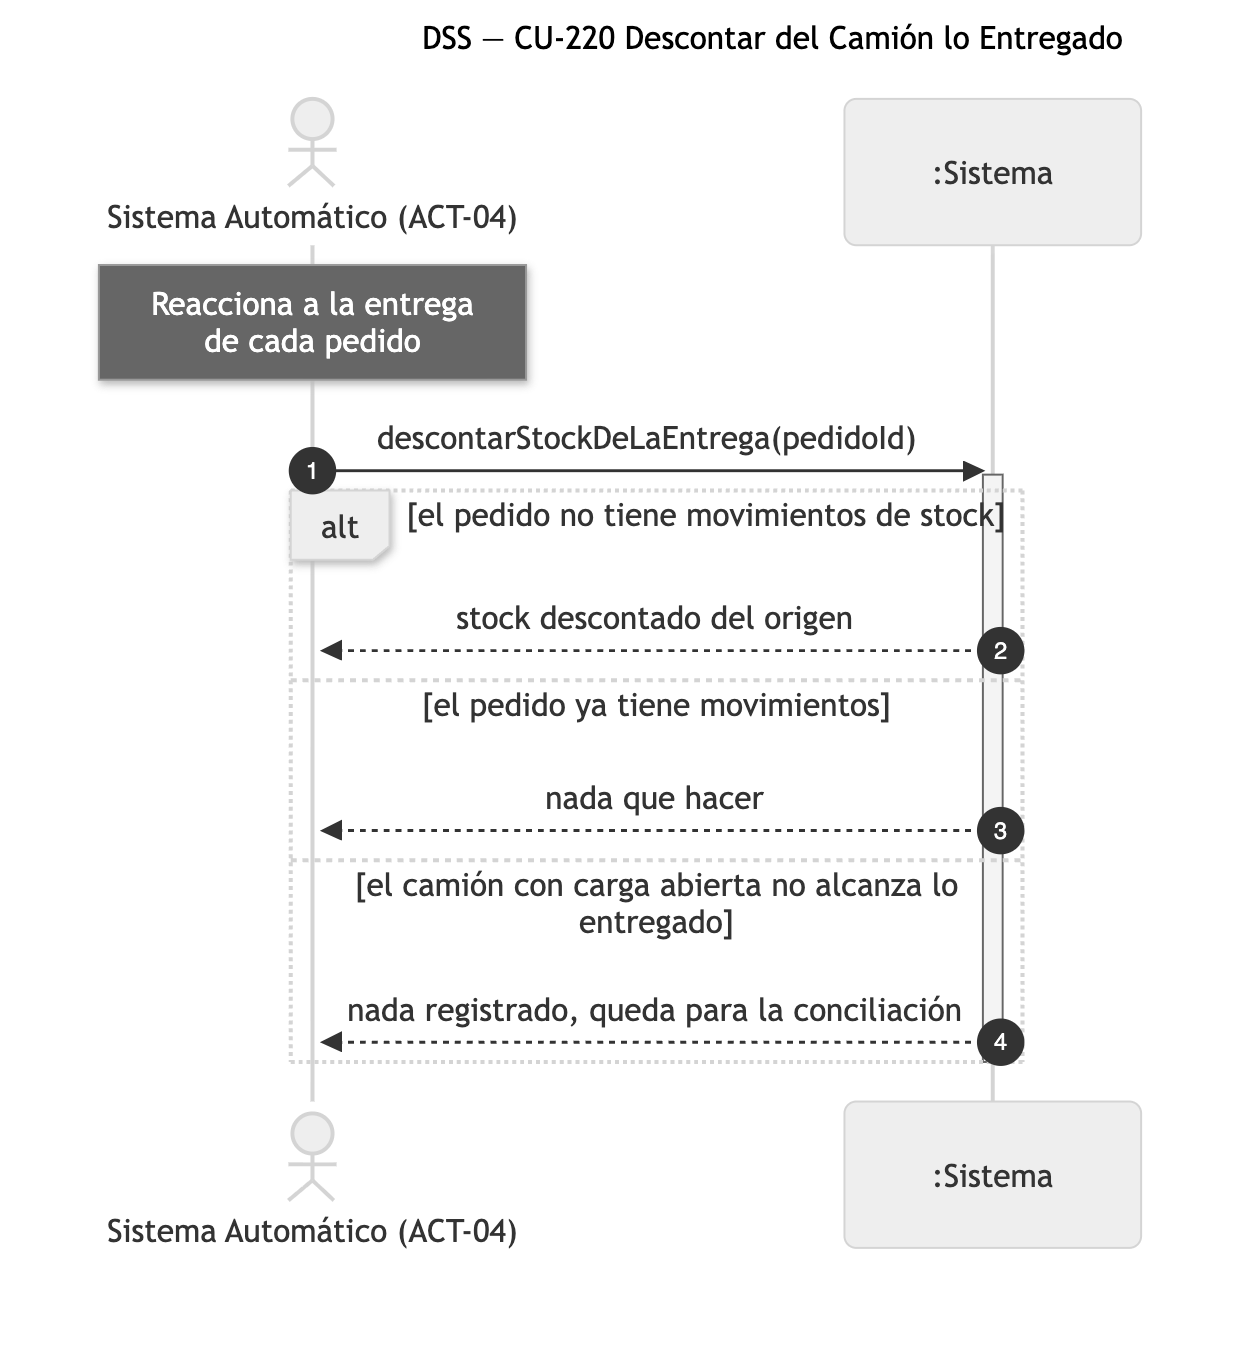 DSS — CU-220 Descontar del Camión lo Entregado
Sistema Automático (ACT-04)
:Sistema
Reacciona a la entrega
de cada pedido
descontarStockDeLaEntrega(pedidoId)
1
alt
[el pedido no tiene movimientos de stock]
stock descontado del origen
2
[el pedido ya tiene movimientos]
nada que hacer
3
[el camión con carga abierta no alcanza lo
entregado]
nada registrado, queda para la conciliación
4
Sistema Automático (ACT-04)
:Sistema